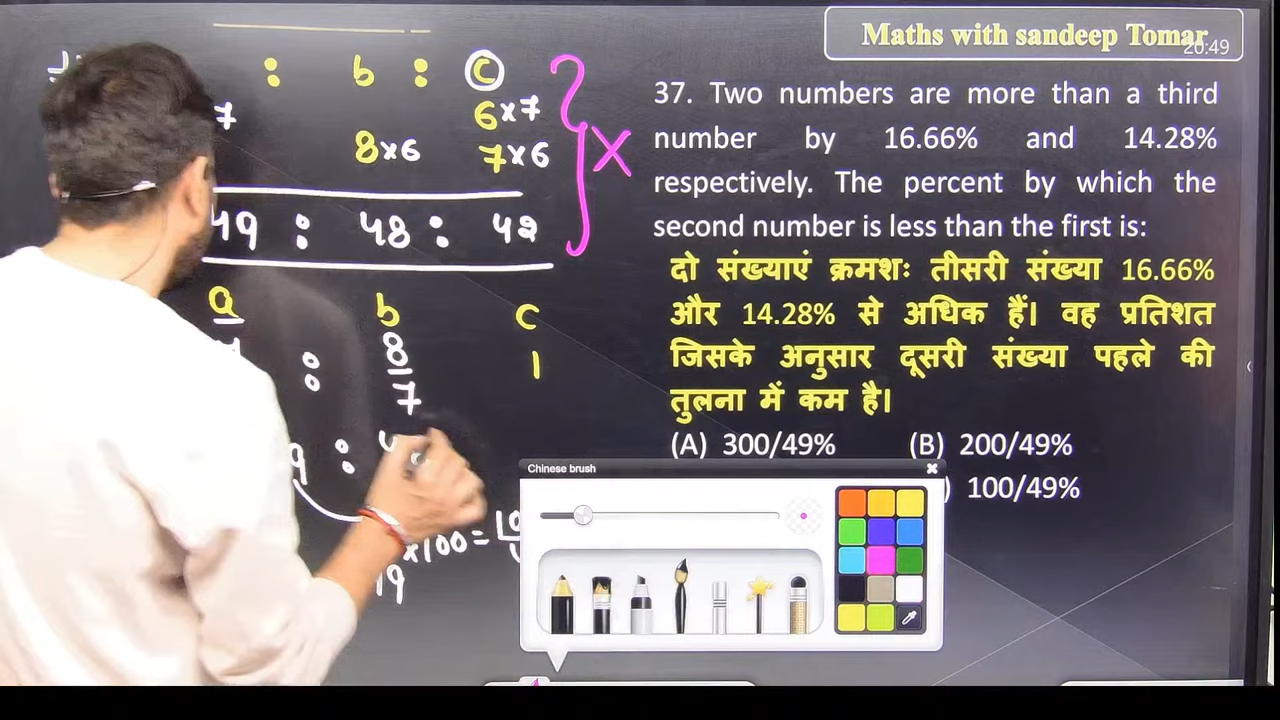 Maths with sandeep Tomar
20:49
: b : C
7 6×7
8×6 7×6
X
49 : 48 : 42
a b c
: 8/7 1
9 :
×100 =
19
37. Two numbers are more than a third
number by 16.66% and 14.28%
respectively. The percent by which the
second number is less than the first is:
दो संख्याएं क्रमशः तीसरी संख्या 16.66%
और 14.28% से अधिक हैं। वह प्रतिशत
जिसके अनुसार दूसरी संख्या पहले की
तुलना में कम है।
(A) 300/49% (B) 200/49%
) 100/49%
Chinese brush